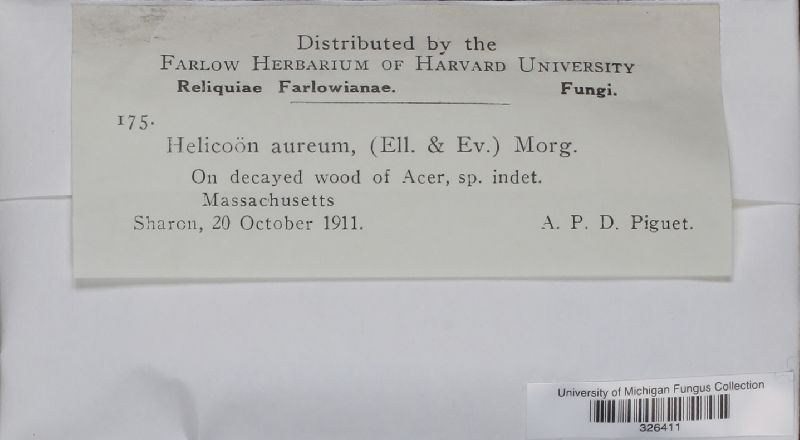 Distributed by the
FARLOW HERBARIUM OF HARVARD UNIVERSITY
Reliquiae Farlowianae. Fungi.
175.
Helicoön aureum, (Ell. & Ev.) Morg.
On decayed wood of Acer, sp. indet.
Massachusetts
Sharon, 20 October 1911. A. P. D. Piguet.
University of Michigan Fungus Collection
326411